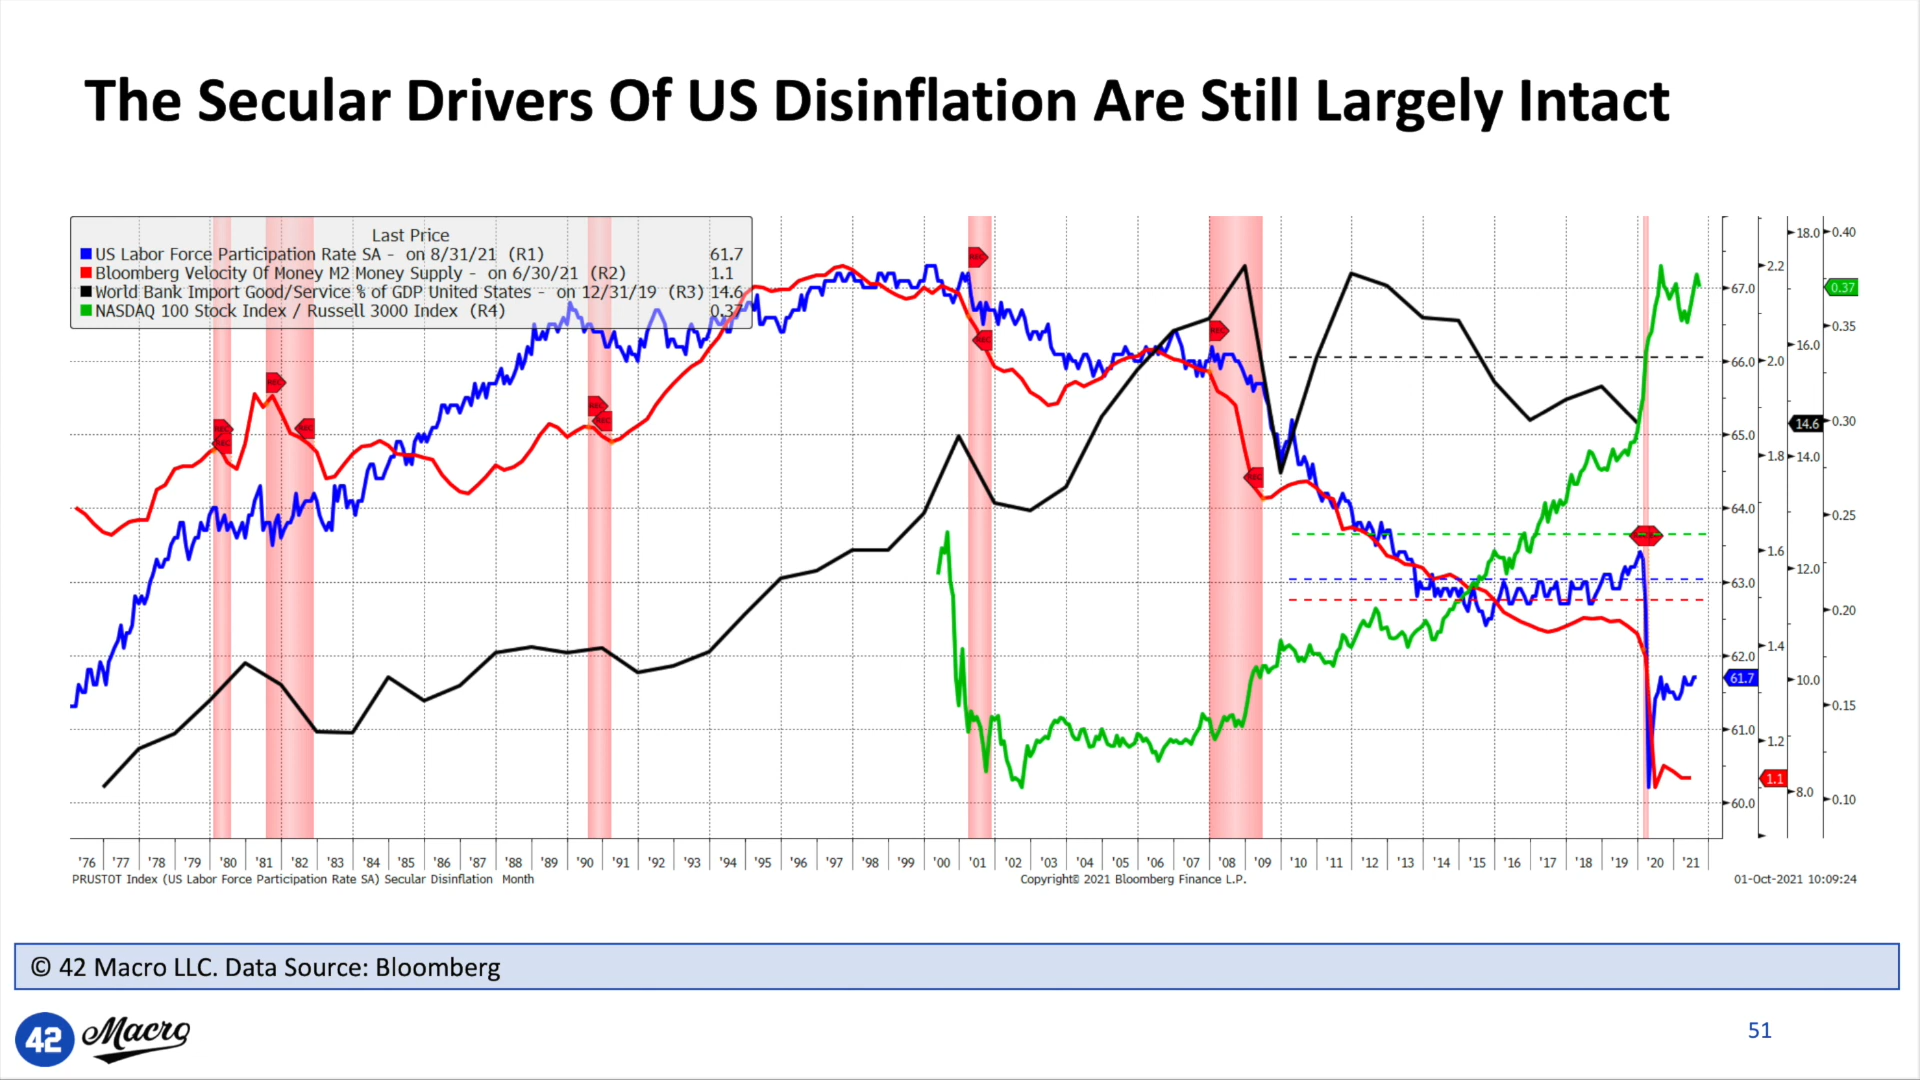 The Secular Drivers Of US Disinflation Are Still Largely Intact
Last Price
US Labor Force Participation Rate SA - on 8/31/21 (R1) 61.7
Bloomberg Velocity Of Money M2 Money Supply - on 6/30/21 (R2) 1.1
World Bank Import Good/Service % of GDP United States - on 12/31/19 (R3) 14.6
NASDAQ 100 Stock Index / Russell 3000 Index (R4) 0.37
REC REC REC REC REC REC REC REC REC REC
67.0
66.0
65.0
64.0
63.0
62.0
61.7
61.0
60.0
2.2
2.0
1.8
1.6
1.4
1.2
1.1
18.0
16.0
14.6
14.0
12.0
10.0
8.0
0.40
0.37
0.35
0.30
0.25
0.20
0.15
0.10
'76 '77 '78 '79 '80 '81 '82 '83 '84 '85 '86 '87 '88 '89 '90 '91 '92 '93 '94 '95 '96 '97 '98 '99 '00 '01 '02 '03 '04 '05 '06 '07 '08 '09 '10 '11 '12 '13 '14 '15 '16 '17 '18 '19 '20 '21
PRUSTOT Index (US Labor Force Participation Rate SA) Secular Disinflation Month Copyright© 2021 Bloomberg Finance L.P. 01-Oct-2021 10:09:24
© 42 Macro LLC. Data Source: Bloomberg
42 Macro
51